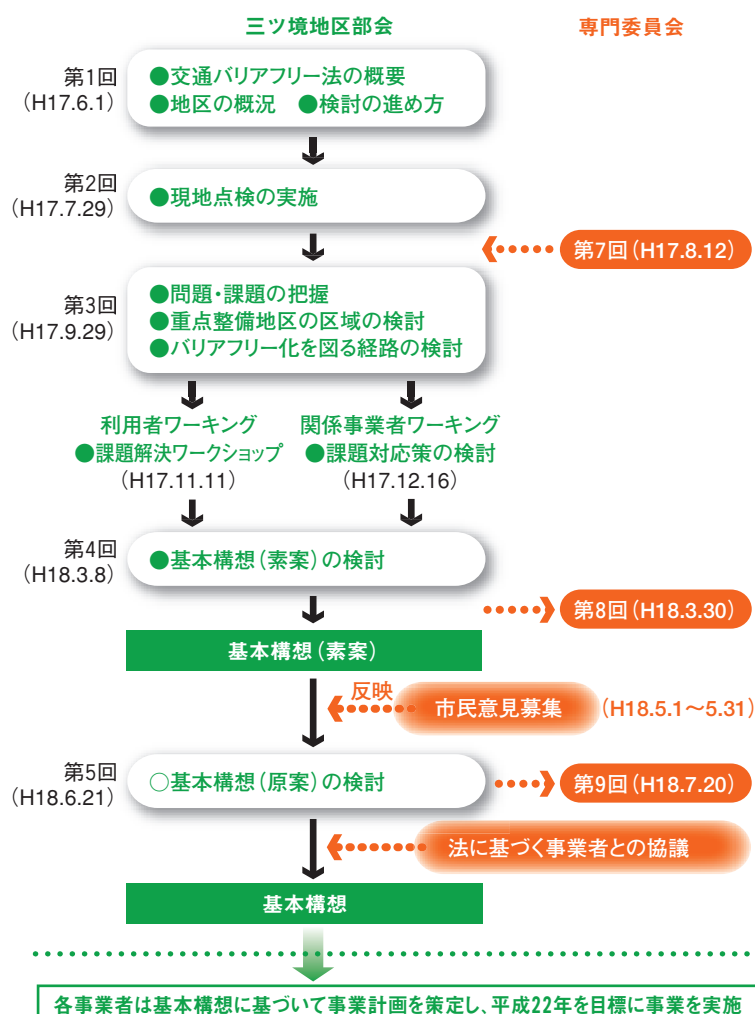 三ツ境地区部会
専門委員会
第1回
(H17.6.1)
●交通バリアフリー法の概要
●地区の概況 ●検討の進め方
第2回
(H17.7.29)
●現地点検の実施
第7回(H17.8.12)
第3回
(H17.9.29)
●問題・課題の把握
●重点整備地区の区域の検討
●バリアフリー化を図る経路の検討
利用者ワーキング
●課題解決ワークショップ
(H17.11.11)
関係事業者ワーキング
●課題対応策の検討
(H17.12.16)
第4回
(H18.3.8)
●基本構想(素案)の検討
第8回(H18.3.30)
基本構想(素案)
反映
市民意見募集
(H18.5.1〜5.31)
第5回
(H18.6.21)
○基本構想(原案)の検討
第9回(H18.7.20)
法に基づく事業者との協議
基本構想
各事業者は基本構想に基づいて事業計画を策定し、平成22年を目標に事業を実施